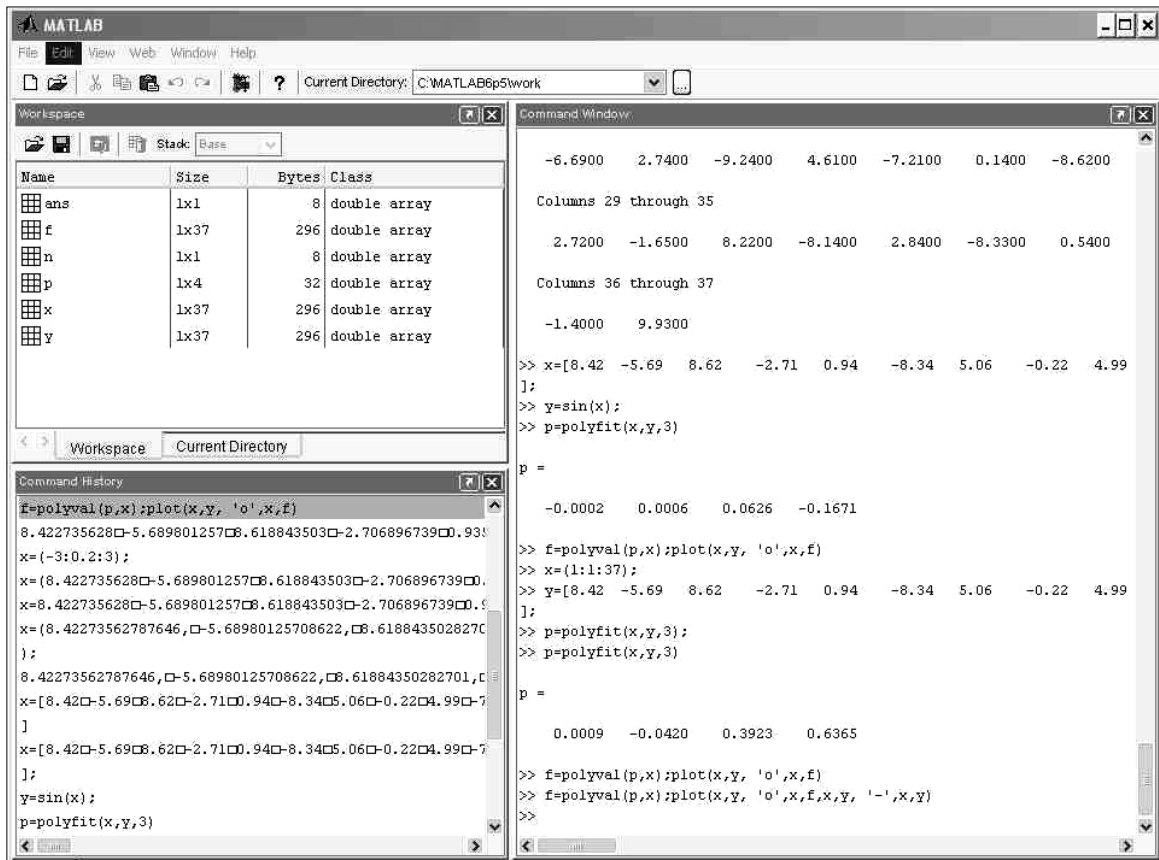 MATLAB
File Edit View Web Window Help
? Current Directory: C:\MATLAB6p5\work ...
Workspace
Stack: Base
Name Size Bytes Class
ans 1x1 8 double array
f 1x37 296 double array
n 1x1 8 double array
p 1x4 32 double array
x 1x37 296 double array
y 1x37 296 double array
Workspace Current Directory
Command History
f=polyval(p,x);plot(x,y, 'o',x,f)
8.422735628□-5.689801257□8.618843503□-2.706896739□0.935
x=(-3:0.2:3);
x=(8.422735628□-5.689801257□8.618843503□-2.706896739□0.
x=8.422735628□-5.689801257□8.618843503□-2.706896739□0.9
x=(8.42273562787646,□-5.68980125708622,□8.6188435028270
);
8.42273562787646,□-5.68980125708622,□8.61884350282701,□
x=[8.42□-5.69□8.62□-2.71□0.94□-8.34□5.06□-0.22□4.99□-7
]
x=[8.42□-5.69□8.62□-2.71□0.94□-8.34□5.06□-0.22□4.99□-7
];
y=sin(x);
p=polyfit(x,y,3)
Command Window
-6.6900 2.7400 -9.2400 4.6100 -7.2100 0.1400 -8.6200
Columns 29 through 35
2.7200 -1.6500 8.2200 -8.1400 2.8400 -8.3300 0.5400
Columns 36 through 37
-1.4000 9.9300
>> x=[8.42 -5.69 8.62 -2.71 0.94 -8.34 5.06 -0.22 4.99
];
>> y=sin(x);
>> p=polyfit(x,y,3)
p =
-0.0002 0.0006 0.0626 -0.1671
>> f=polyval(p,x);plot(x,y, 'o',x,f)
>> x=(1:1:37);
>> y=[8.42 -5.69 8.62 -2.71 0.94 -8.34 5.06 -0.22 4.99
];
>> p=polyfit(x,y,3);
>> p=polyfit(x,y,3)
p =
0.0009 -0.0420 0.3923 0.6365
>> f=polyval(p,x);plot(x,y, 'o',x,f)
>> f=polyval(p,x);plot(x,y, 'o',x,f,x,y, '-',x,y)
>>